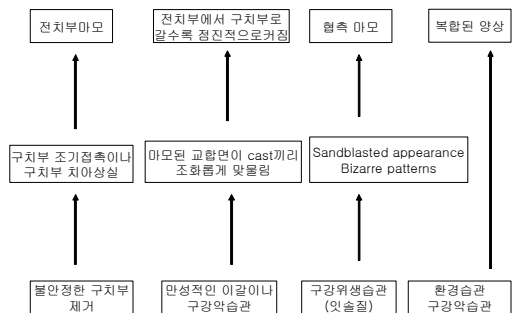 전치부마모
전치부에서 구치부로
갈수록 점진적으로커짐
협측 마모
복합된 양상
구치부 조기접촉이나
구치부 치아상실
마모된 교합면이 cast끼리
조화롭게 맞물림
Sandblasted appearance
Bizarre patterns
불안정한 구치부
제거
만성적인 이갈이나
구강악습관
구강위생습관
(잇솔질)
환경습관
구강악습관